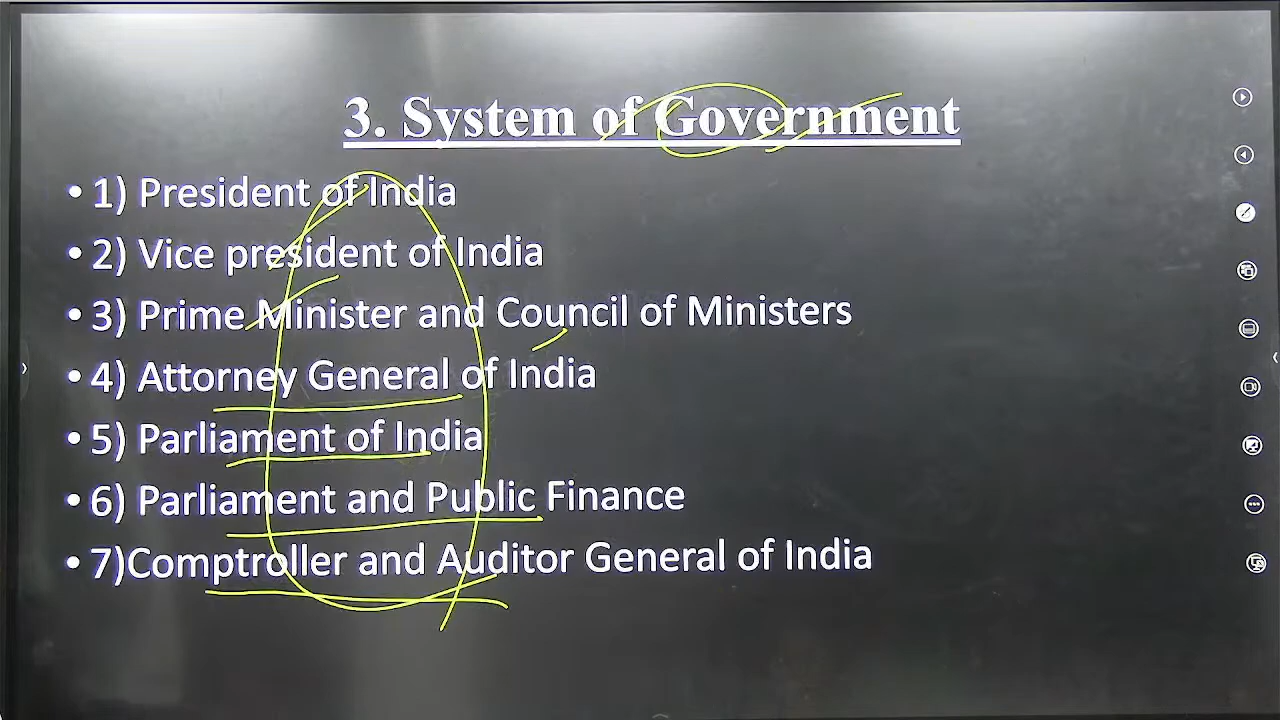 3. System of Government
• 1) President of India
• 2) Vice president of India
• 3) Prime Minister and Council of Ministers
• 4) Attorney General of India
• 5) Parliament of India
• 6) Parliament and Public Finance
• 7)Comptroller and Auditor General of India